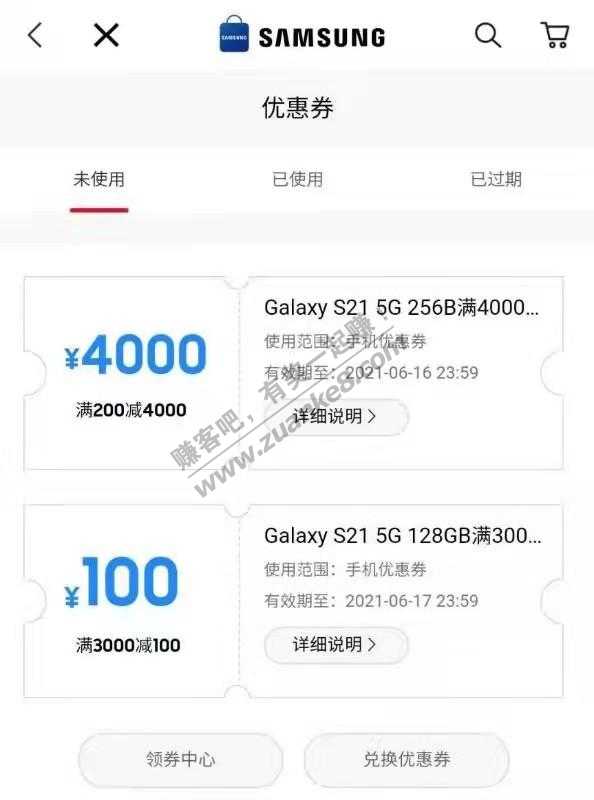 SAMSUNG
SAMSUNG
优惠券
未使用 已使用 已过期
Galaxy S21 5G 256B满4000...
¥4000
使用范围：手机优惠券
有效期至：2021-06-16 23:59
满200减4000
详细说明 >
赚客吧，有奖一起赚！
www.zuanke8.com
Galaxy S21 5G 128GB满300...
¥100
使用范围：手机优惠券
有效期至：2021-06-17 23:59
满3000减100
详细说明 >
领券中心 兑换优惠券